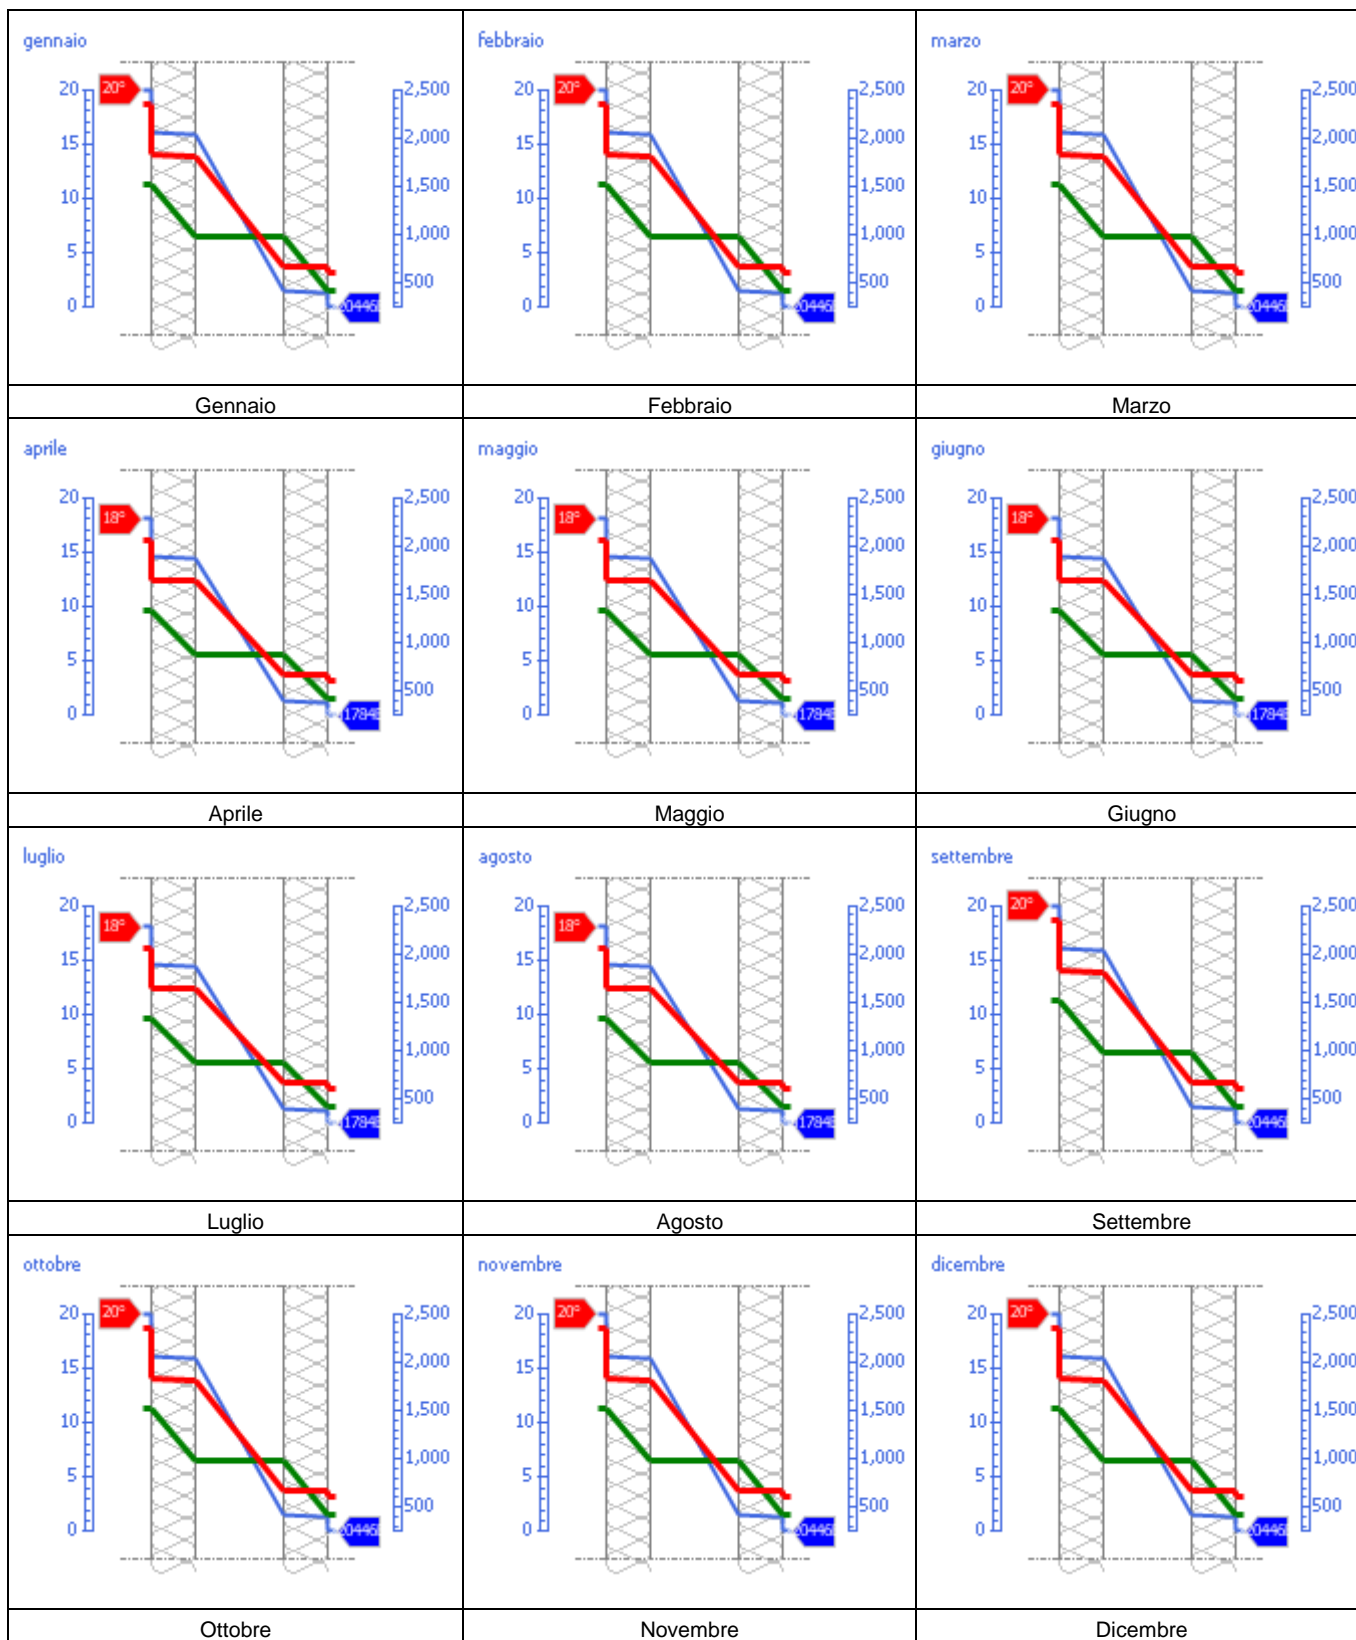 gennaio febbraio marzo
20 20° 2,500 20 20° 2,500 20 20° 2,500
15 2,000 15 2,000 15 2,000
10 1,500 10 1,500 10 1,500
5 1,000 5 1,000 5 1,000
500 500 500
0 0 0
Gennaio Febbraio Marzo
aprile maggio giugno
20 18° 2,500 20 18° 2,500 20 18° 2,500
15 2,000 15 2,000 15 2,000
10 1,500 10 1,500 10 1,500
5 1,000 5 1,000 5 1,000
500 500 500
0 0 0
Aprile Maggio Giugno
luglio agosto settembre
20 18° 2,500 20 18° 2,500 20 20° 2,500
15 2,000 15 2,000 15 2,000
10 1,500 10 1,500 10 1,500
5 1,000 5 1,000 5 1,000
500 500 500
0 0 0
Luglio Agosto Settembre
ottobre novembre dicembre
20 20° 2,500 20 20° 2,500 20 20° 2,500
15 2,000 15 2,000 15 2,000
10 1,500 10 1,500 10 1,500
5 1,000 5 1,000 5 1,000
500 500 500
0 0 0
Ottobre Novembre Dicembre